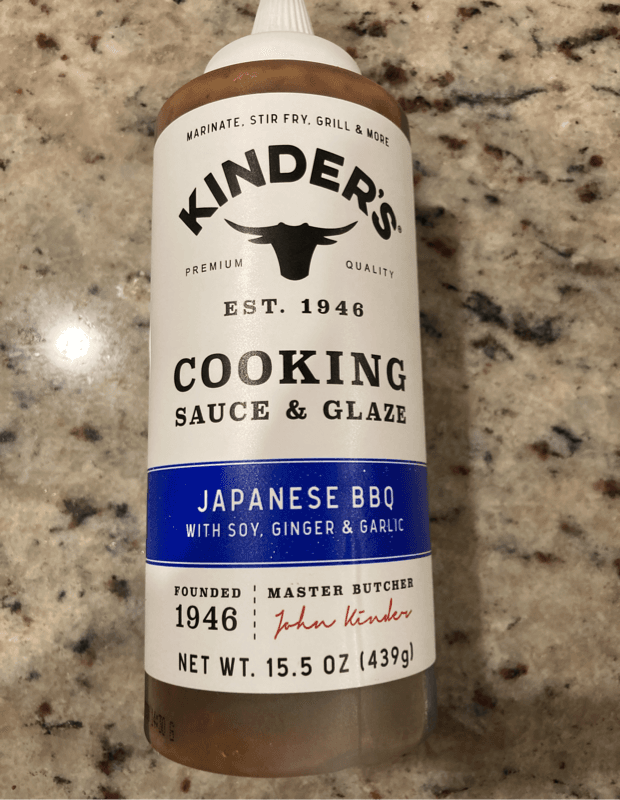 MARINATE, STIR FRY, GRILL & MORE
KINDER'S®
PREMIUM QUALITY
EST. 1946
COOKING
SAUCE & GLAZE
JAPANESE BBQ
WITH SOY, GINGER & GARLIC
FOUNDED
1946
MASTER BUTCHER
John Kinder
NET WT. 15.5 OZ (439g)